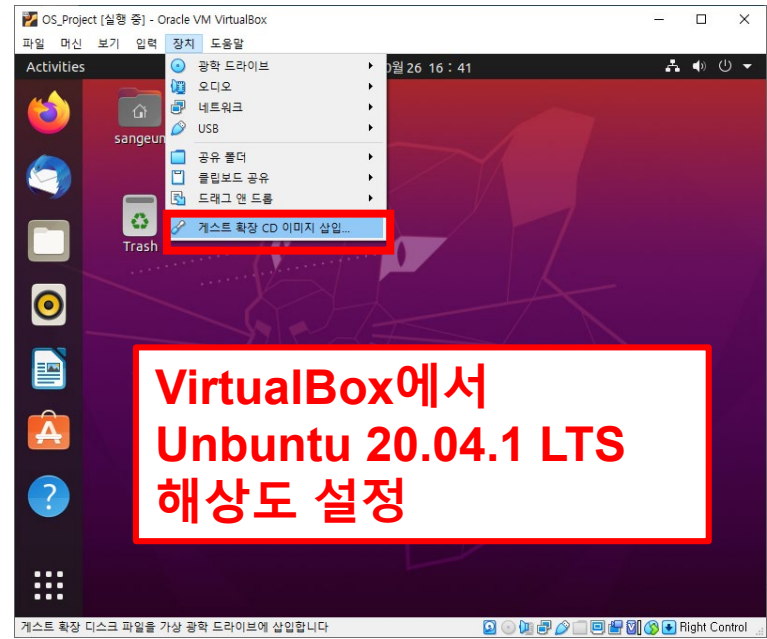 OS_Project [실행 중] - Oracle VM VirtualBox
파일 머신 보기 입력 장치 도움말
Activities
월 26 16 : 41
광학 드라이브
오디오
네트워크
USB
공유 폴더
클립보드 공유
드래그 앤 드롭
게스트 확장 CD 이미지 삽입...
sangeun
Trash
VirtualBox에서
Unbuntu 20.04.1 LTS
해상도 설정
게스트 확장 디스크 파일을 가상 광학 드라이브에 삽입합니다
Right Control